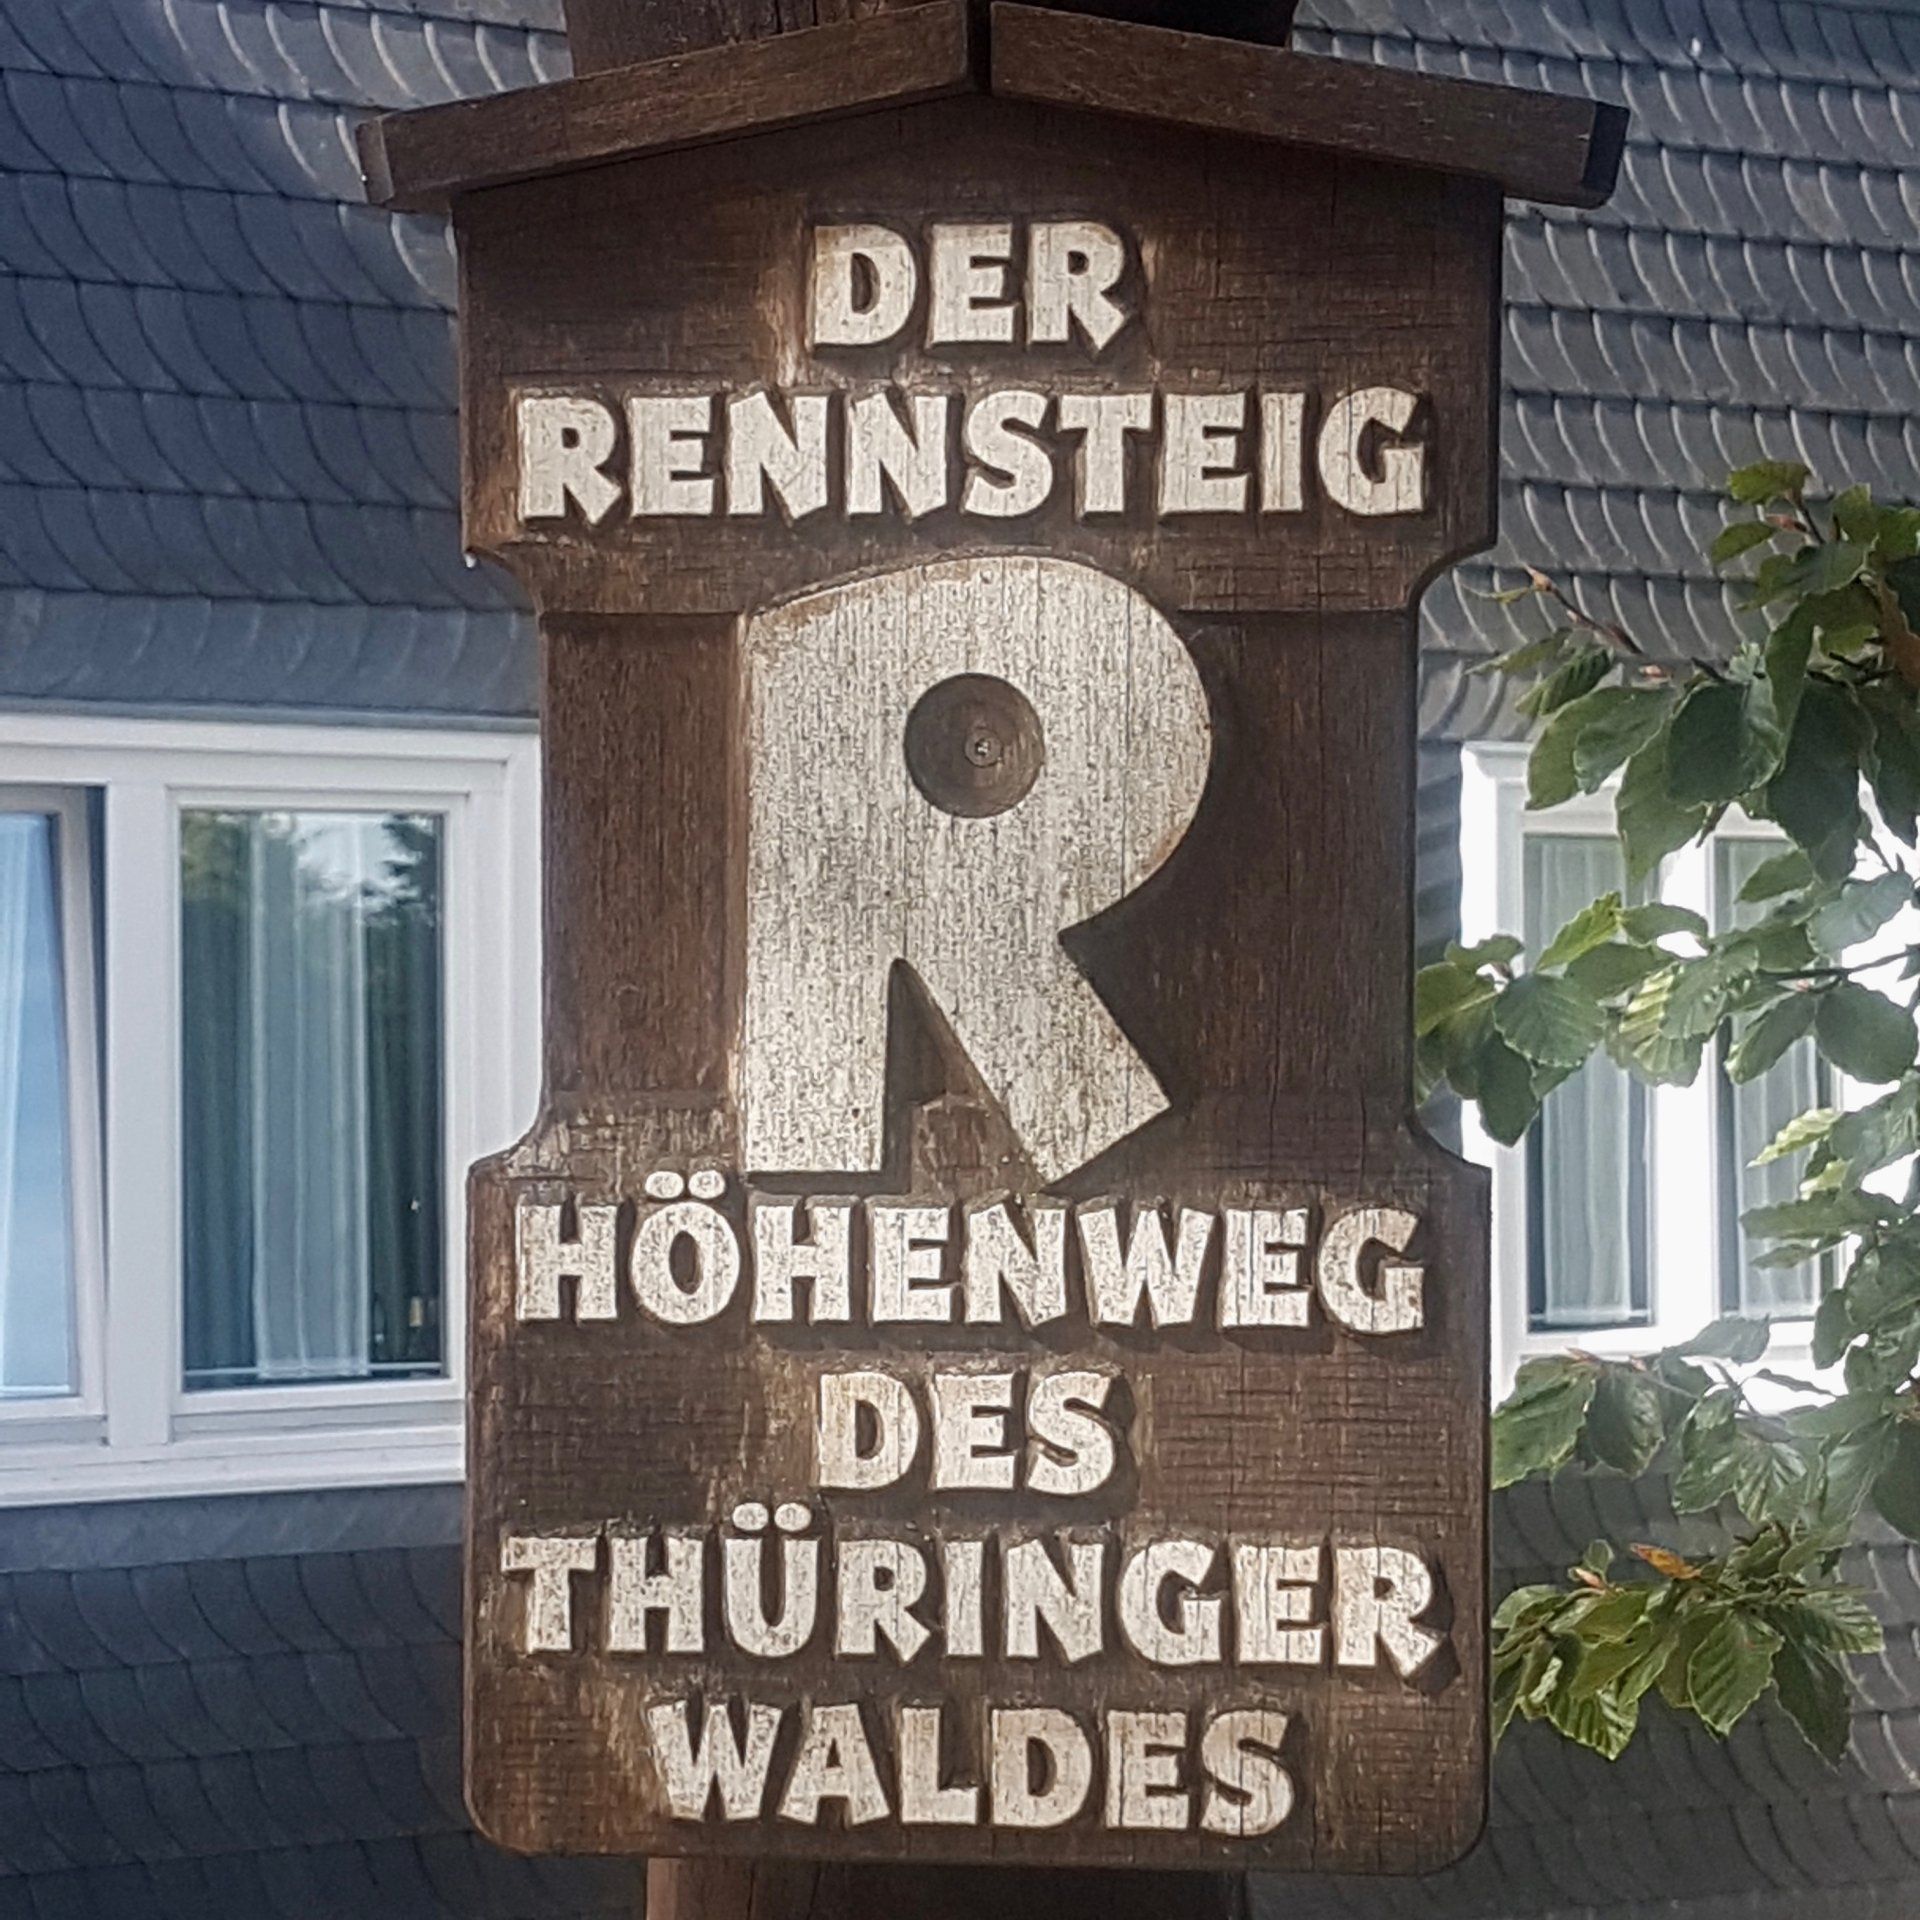 DER
RENNSTEIG
R
HÖHENWEG
DES
THÜRINGER
WALDES